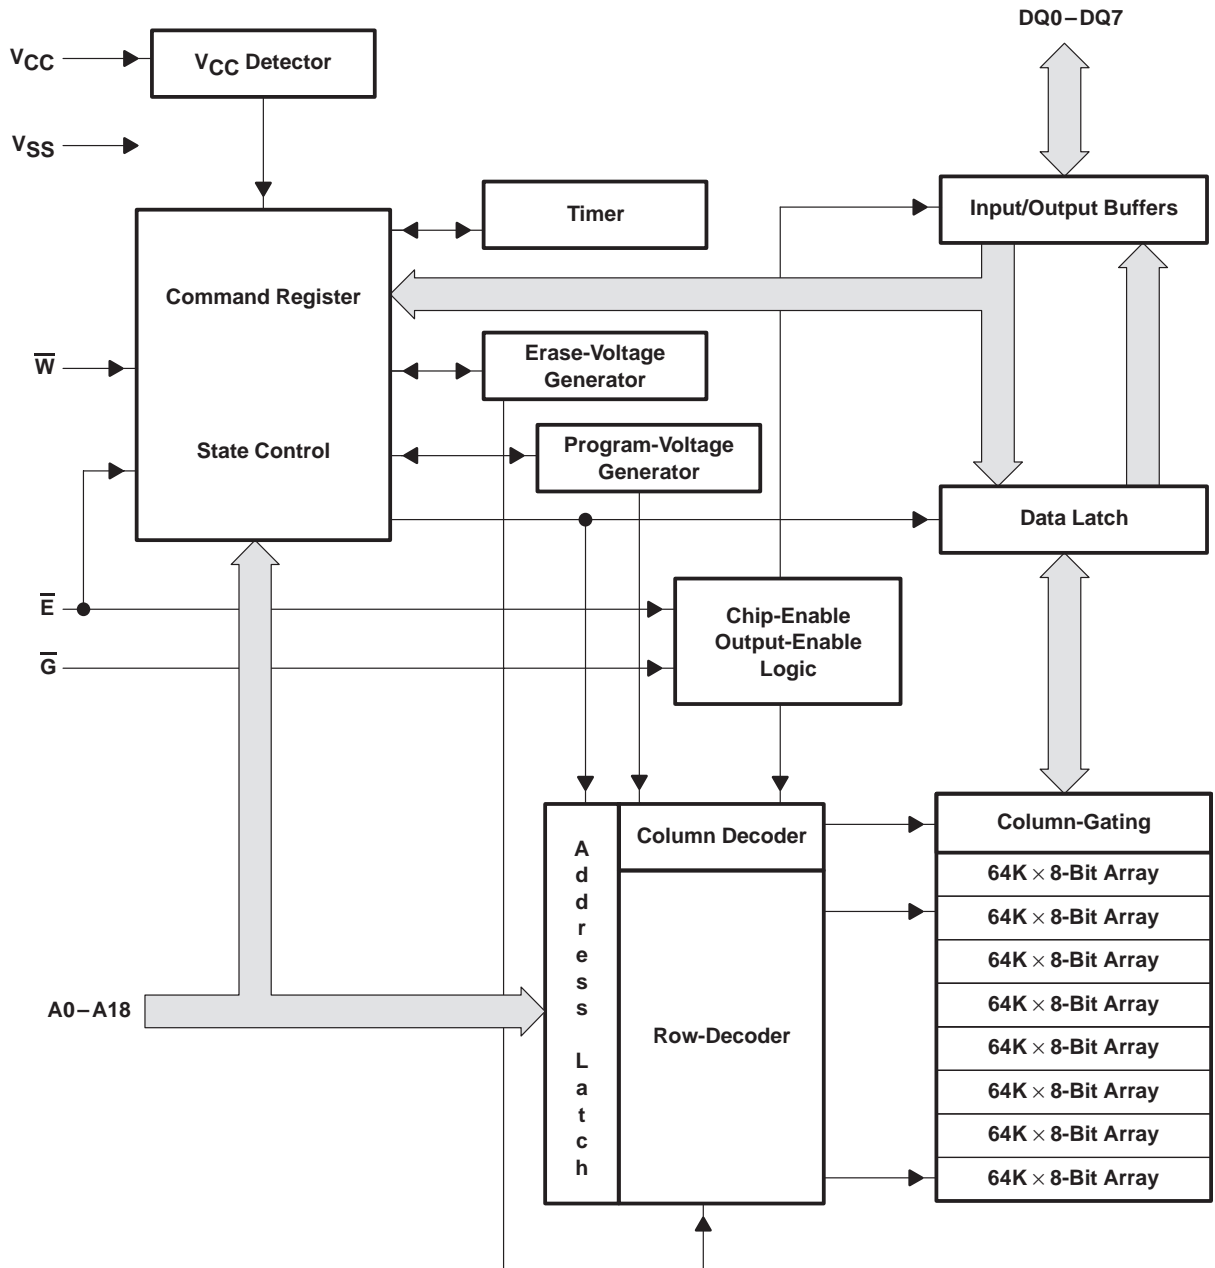 DQ0–DQ7
VCC
VCC Detector
VSS
Timer
Input/Output Buffers
Command Register
W̅
Erase-Voltage
Generator
State Control
Program-Voltage
Generator
Data Latch
E̅
Chip-Enable
Output-Enable
Logic
G̅
Address Latch
Column Decoder
Column-Gating
64K × 8-Bit Array
64K × 8-Bit Array
64K × 8-Bit Array
64K × 8-Bit Array
64K × 8-Bit Array
64K × 8-Bit Array
64K × 8-Bit Array
64K × 8-Bit Array
A0–A18
Row-Decoder